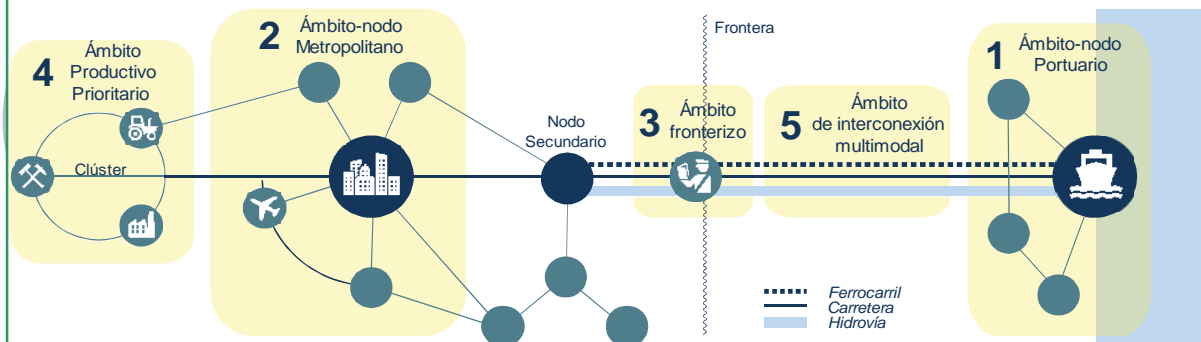 4
Ámbito
Productivo
Prioritario
Clúster
2
Ámbito-nodo
Metropolitano
Nodo
Secundario
Frontera
3
Ámbito
fronterizo
5
Ámbito
de interconexión
multimodal
1
Ámbito-nodo
Portuario
Ferrocarril
Carretera
Hidrovía